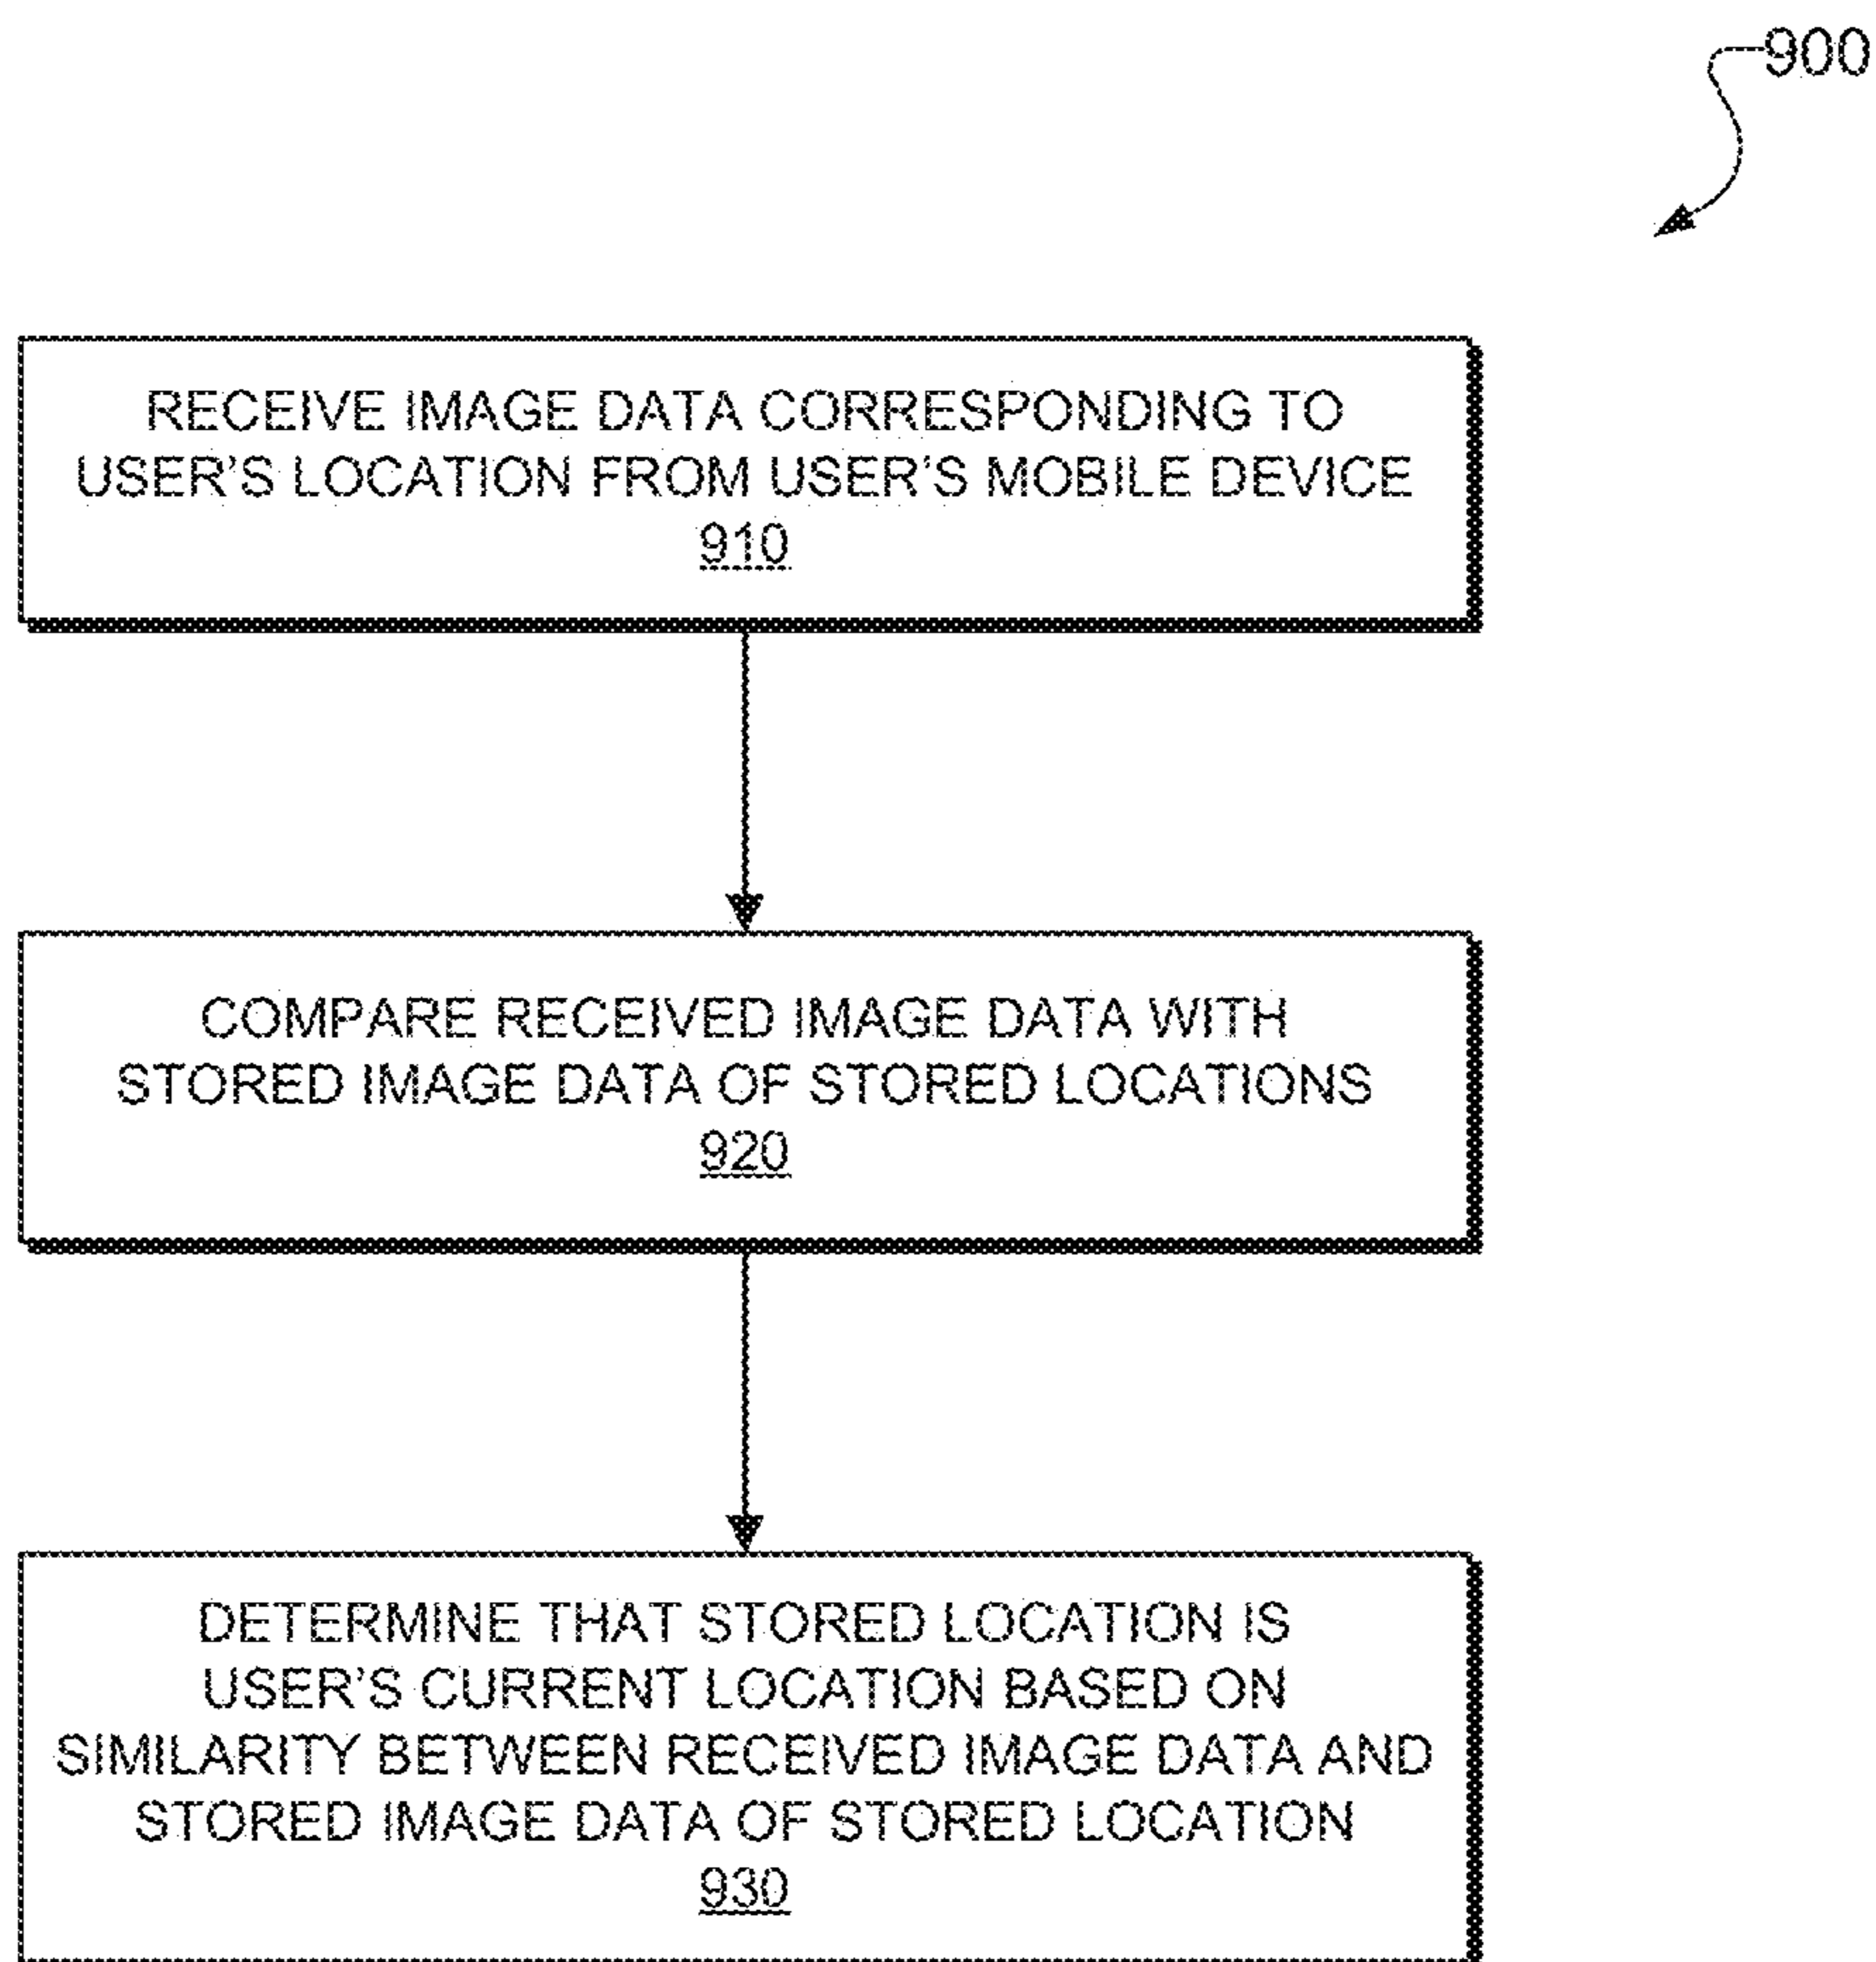 900
RECEIVE IMAGE DATA CORRESPONDING TO
USER'S LOCATION FROM USER'S MOBILE DEVICE
910
COMPARE RECEIVED IMAGE DATA WITH
STORED IMAGE DATA OF STORED LOCATIONS
920
DETERMINE THAT STORED LOCATION IS
USER'S CURRENT LOCATION BASED ON
SIMILARITY BETWEEN RECEIVED IMAGE DATA AND
STORED IMAGE DATA OF STORED LOCATION
930